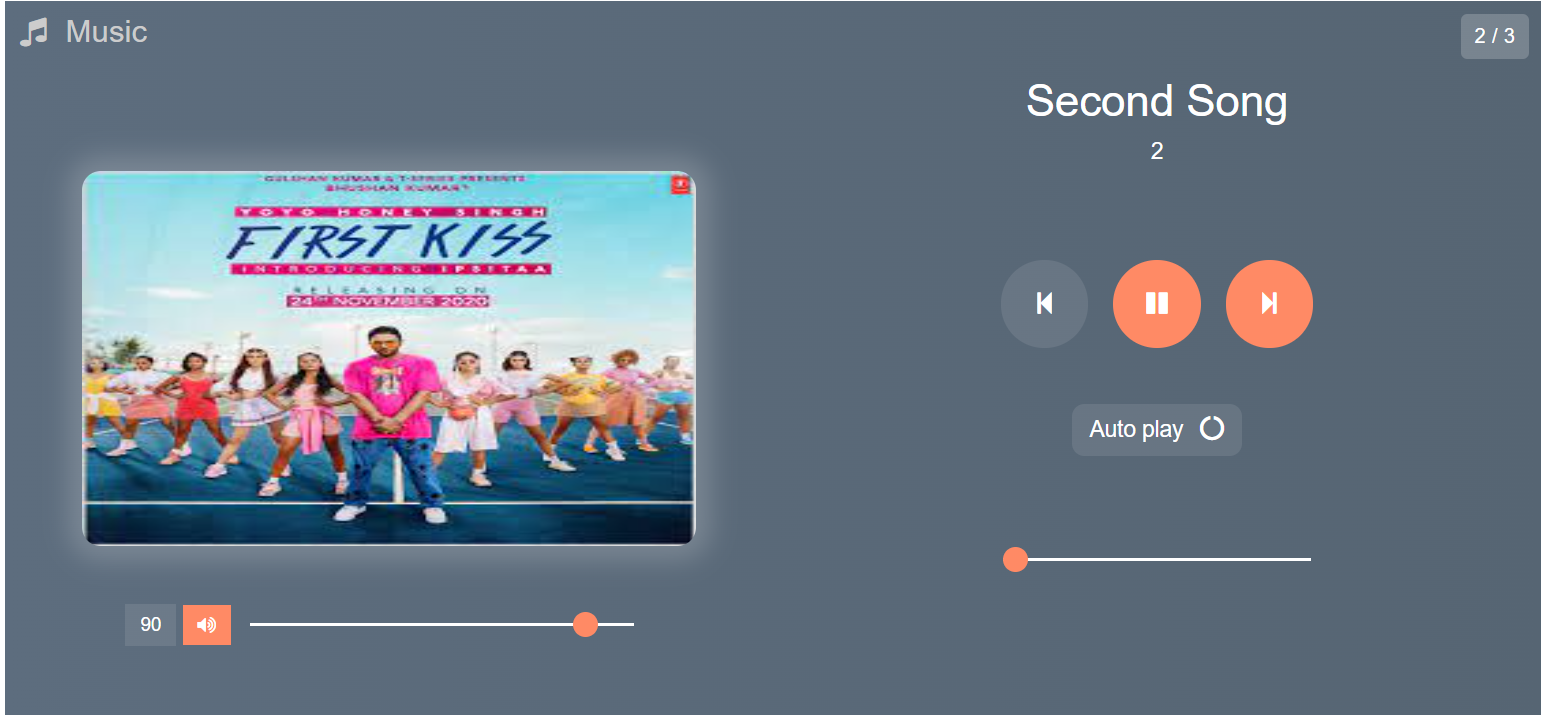 Music
2 / 3
Second Song
2
GULSHAN KUMAR & T-SERIES PRESENTS
BHUSHAN KUMAR'S
YOYO HONEY SINGH
FIRST KISS
INTRODUCING IPSITAA
RELEASING ON
24TH NOVEMBER 2020
Auto play
90